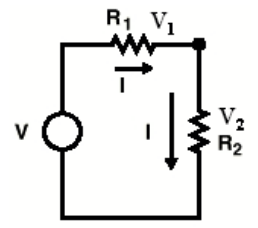 R₁ V₁
I
V I V₂
R₂